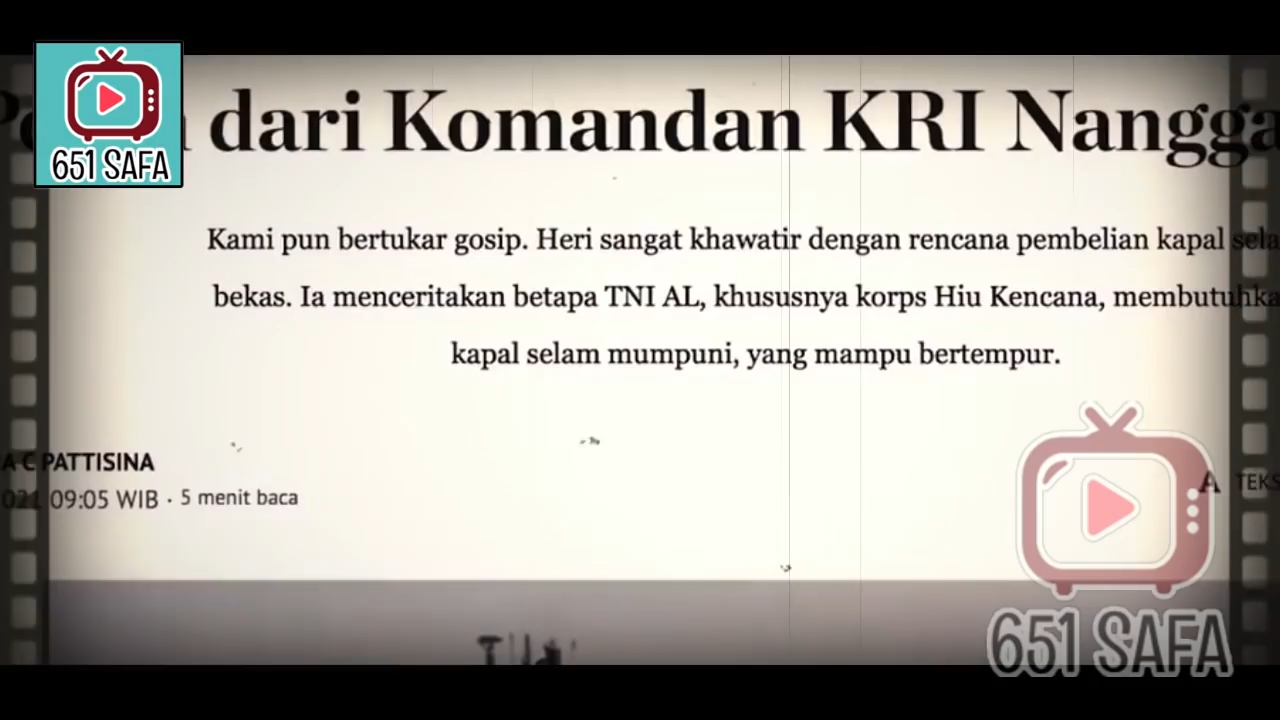 651 SAFA
dari Komandan KRI Nangga
Kami pun bertukar gosip. Heri sangat khawatir dengan rencana pembelian kapal sela
bekas. Ia menceritakan betapa TNI AL, khususnya korps Hiu Kencana, membutuhka
kapal selam mumpuni, yang mampu bertempur.
A C PATTISINA
021 09:05 WIB · 5 menit baca
A TEKS
651 SAFA